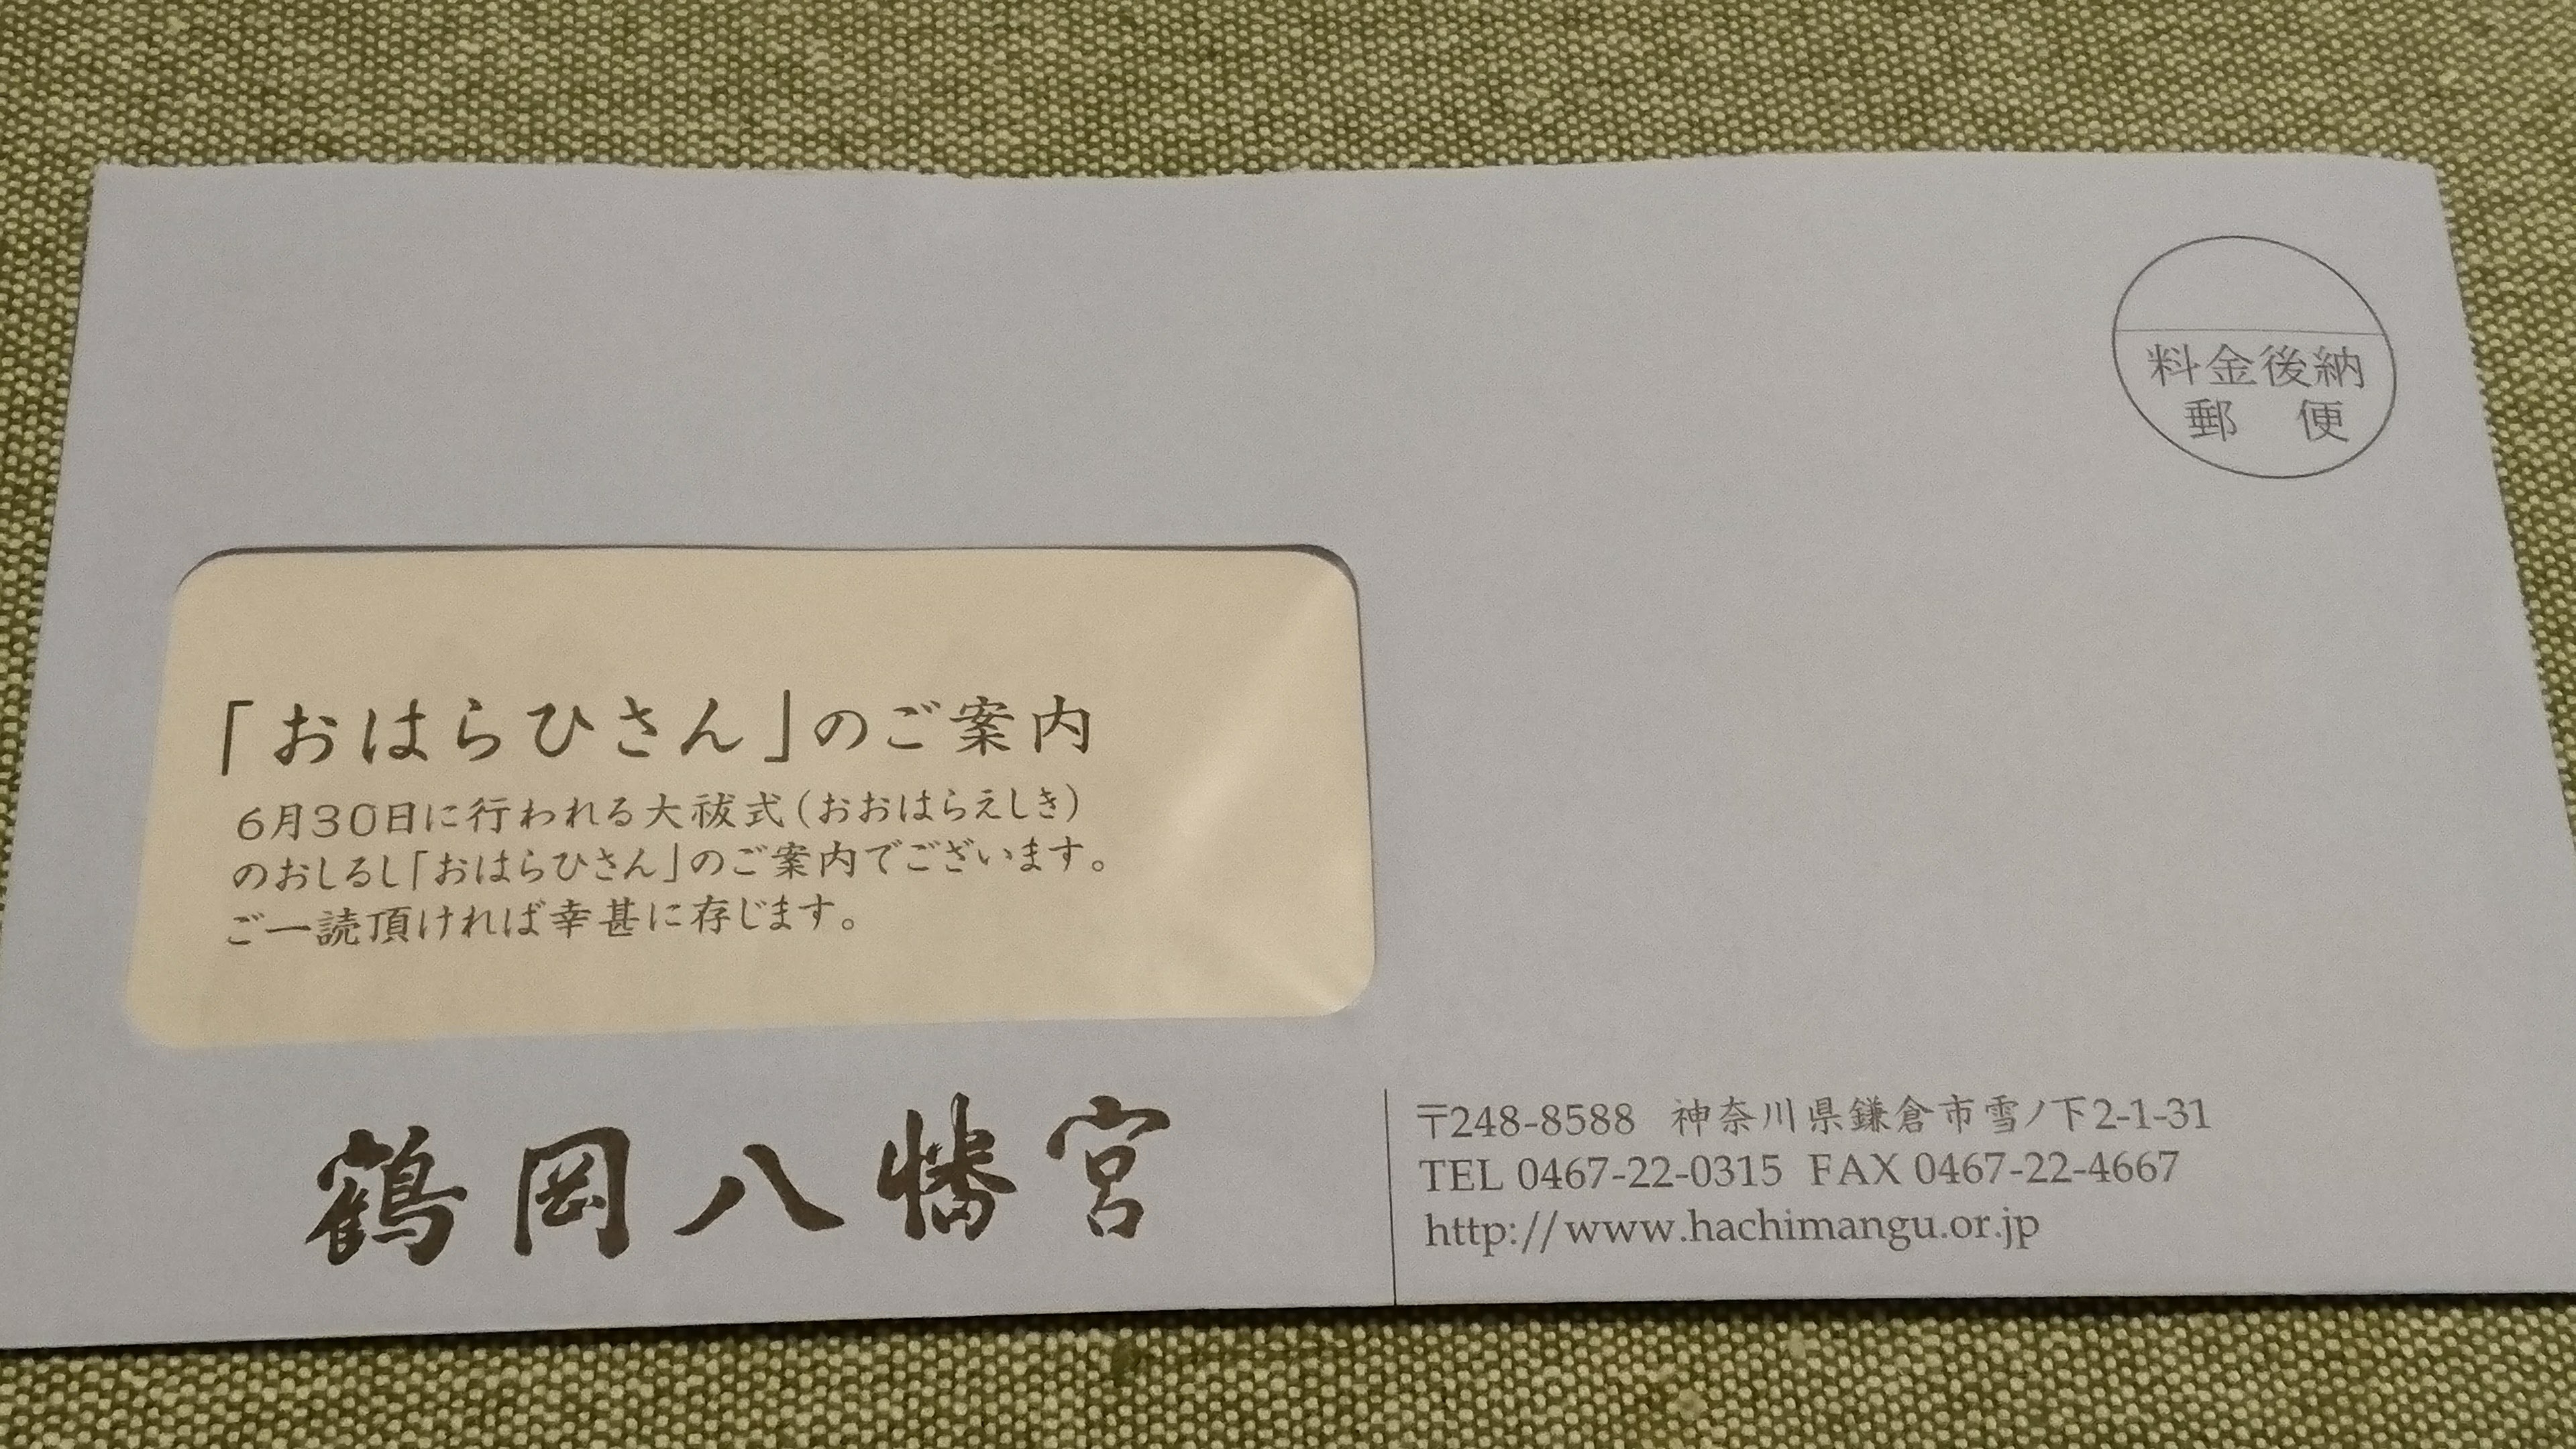 料金後納
郵 便
「おはらひさん」のご案内
6月30日に行われる大祓式(おおはらえしき)
のおしるし「おはらひさん」のご案内でございます。
ご一読頂ければ幸甚に存じます。
鶴岡八幡宮
〒248-8588 神奈川県鎌倉市雪ノ下2-1-31
TEL 0467-22-0315 FAX 0467-22-4667
http://www.hachimangu.or.jp